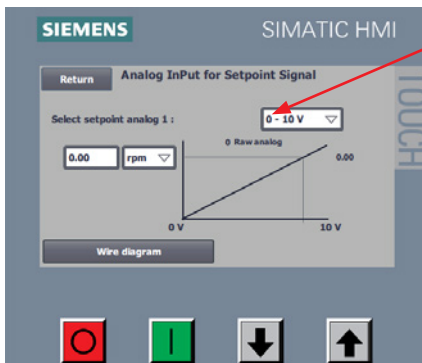 SIEMENS
SIMATIC HMI
TOUCH
Return
Analog InPut for Setpoint Signal
Select setpoint analog 1 :
0 - 10 V
0.00
rpm
0 Raw analog
0.00
0 V
10 V
Wire diagram